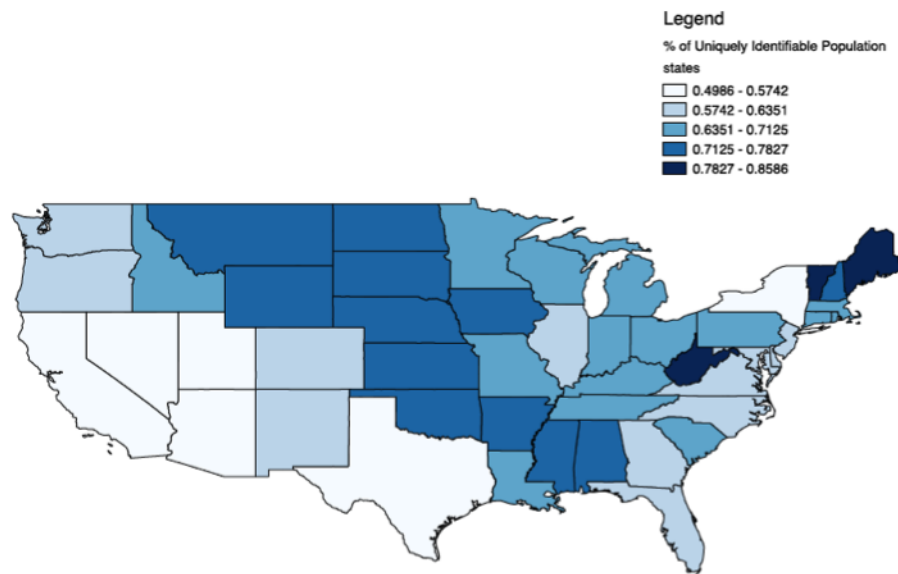 Legend
% of Uniquely Identifiable Population
states
0.4986 - 0.5742
0.5742 - 0.6351
0.6351 - 0.7125
0.7125 - 0.7827
0.7827 - 0.8586